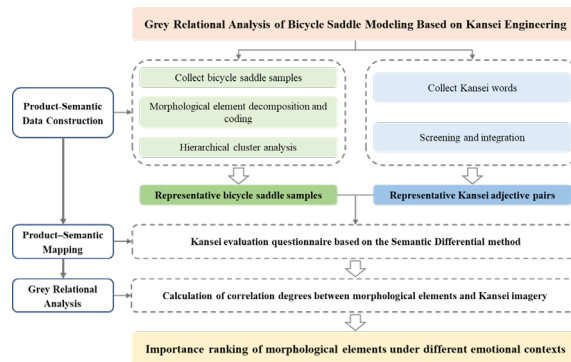 Grey Relational Analysis of Bicycle Saddle Modeling Based on Kansei Engineering
Product-Semantic
Data Construction
Collect bicycle saddle samples
Morphological element decomposition and
coding
Hierarchical cluster analysis
Collect Kansei words
Screening and integration
Representative bicycle saddle samples
Representative Kansei adjective pairs
Product–Semantic
Mapping
Kansei evaluation questionnaire based on the Semantic Differential method
Grey Relational
Analysis
Calculation of correlation degrees between morphological elements and Kansei imagery
Importance ranking of morphological elements under different emotional contexts